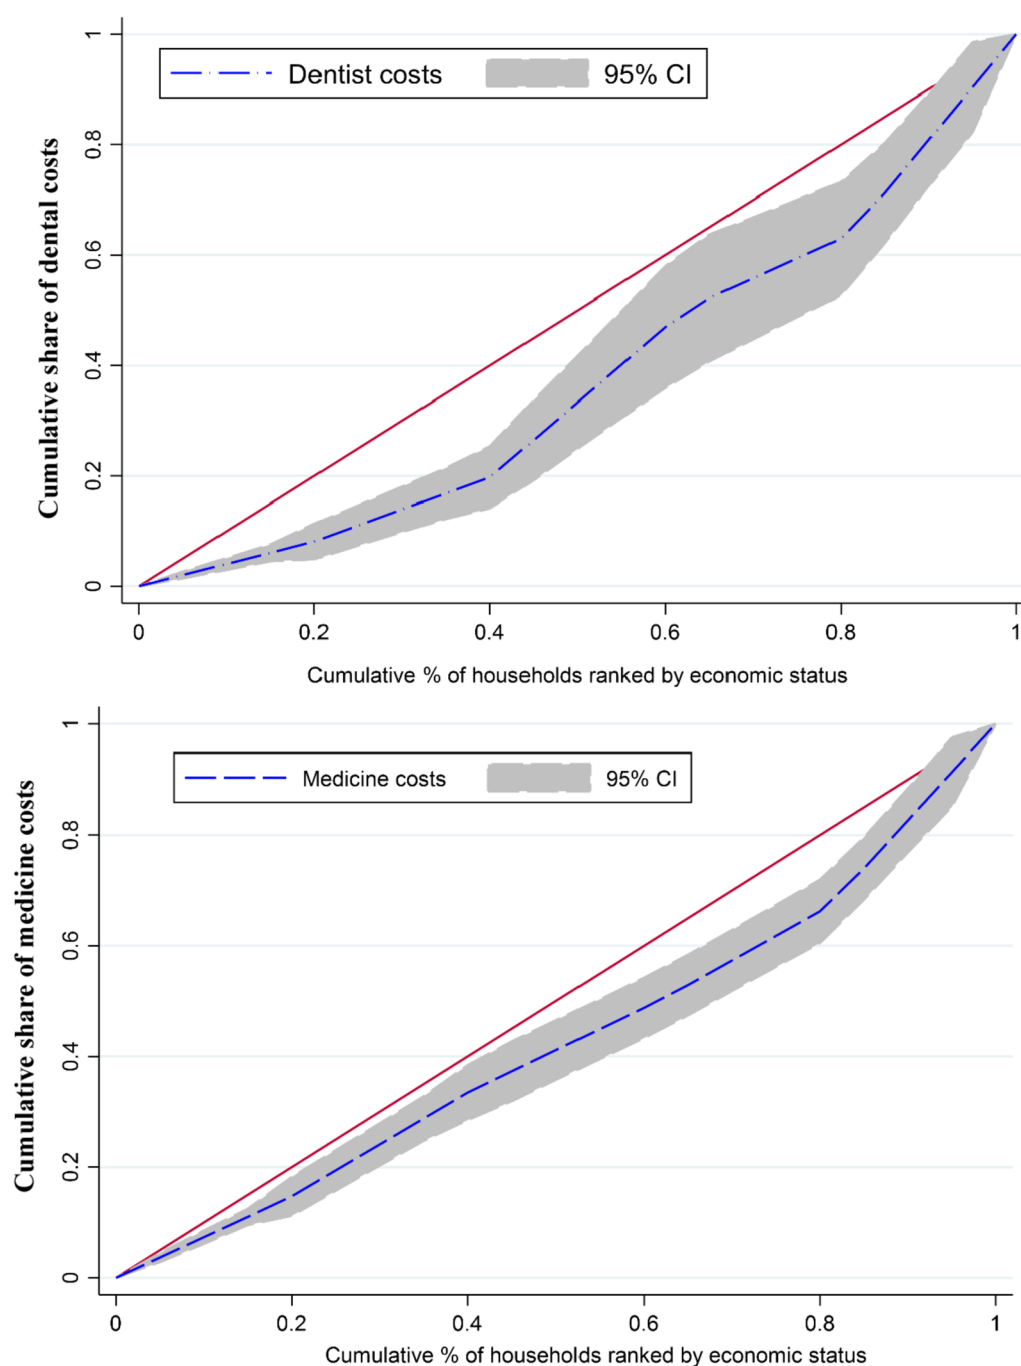 Dentist costs 95% CI
Cumulative share of dental costs
1
0.8
0.6
0.4
0.2
0
0 0.2 0.4 0.6 0.8 1
Cumulative % of households ranked by economic status
Medicine costs 95% CI
Cumulative share of medicine costs
1
0.8
0.6
0.4
0.2
0
0 0.2 0.4 0.6 0.8 1
Cumulative % of households ranked by economic status